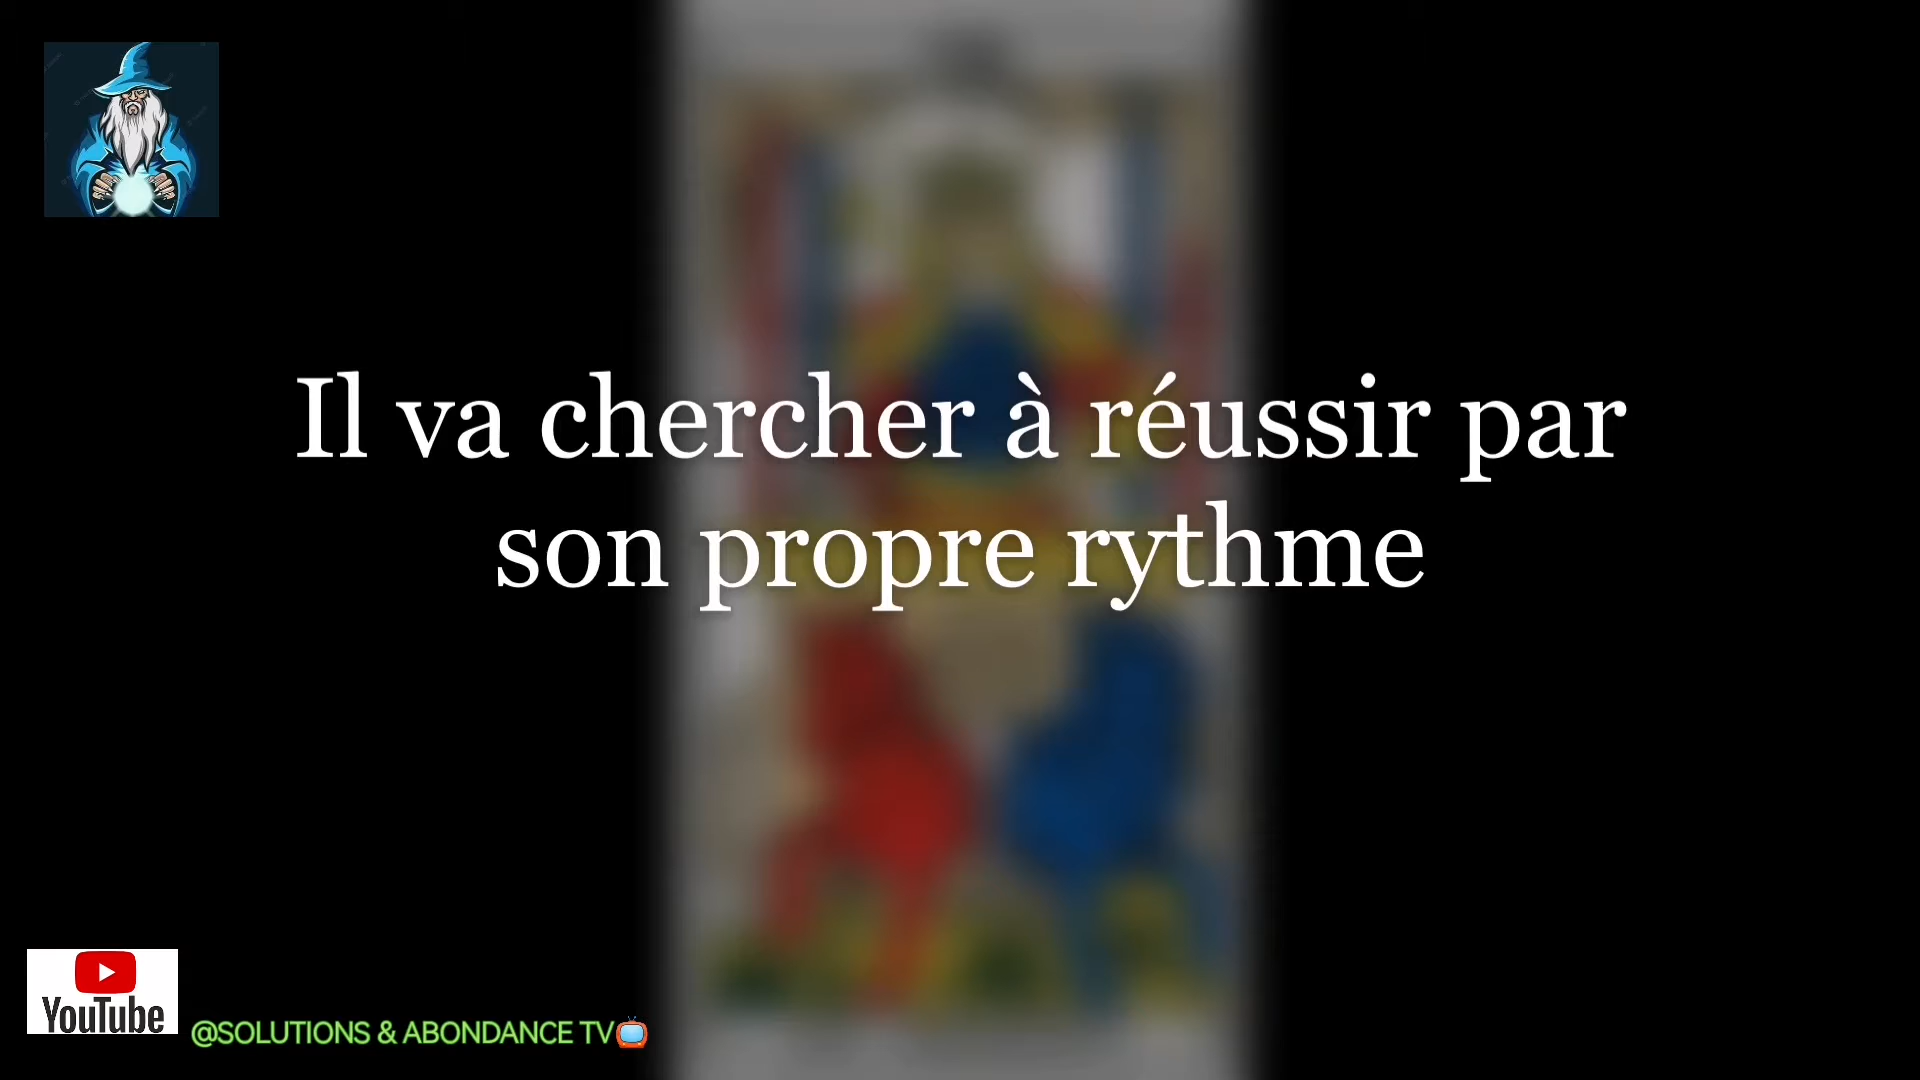 Il va chercher à réussir par
son propre rythme
YouTube
@SOLUTIONS & ABONDANCE TV